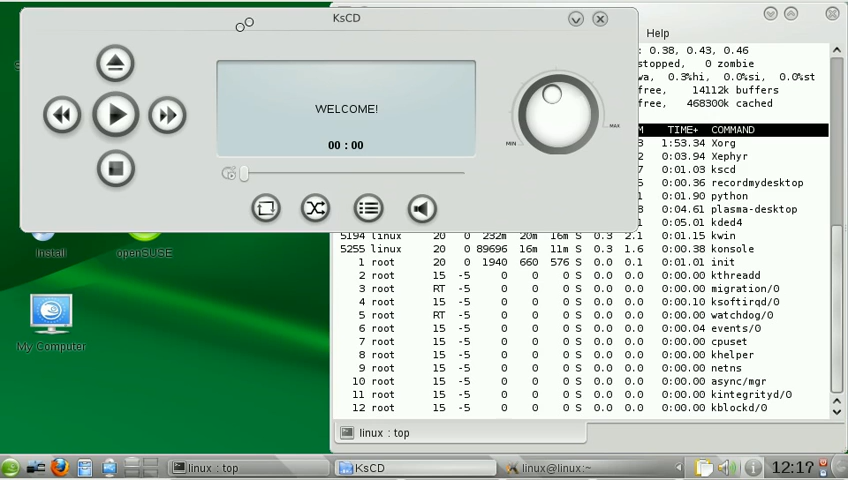 KsCD
WELCOME!
00 : 00
MIN
MAX
Help
: 0.38, 0.43, 0.46
stopped, 0 zombie
wa, 0.3%hi, 0.0%si, 0.0%st
free, 14112k buffers
free, 468300k cached
M TIME+ COMMAND
3 1:53.34 Xorg
2 0:03.94 Xephyr
7 0:01.03 kscd
5 0:00.36 recordmydesktop
0:01.90 python
8 0:04.61 plasma-desktop
0:05.01 kded4
5194 linux 20 0 232m 20m 16m S 0.3 2.1 0:01.15 kwin
5255 linux 20 0 89696 16m 11m S 0.3 1.6 0:00.38 konsole
1 root 20 0 1940 660 576 S 0.0 0.1 0:01.01 init
2 root 15 -5 0 0 0 S 0.0 0.0 0:00.00 kthreadd
3 root RT -5 0 0 0 S 0.0 0.0 0:00.00 migration/0
4 root 15 -5 0 0 0 S 0.0 0.0 0:00.10 ksoftirqd/0
5 root RT -5 0 0 0 S 0.0 0.0 0:00.00 watchdog/0
6 root 15 -5 0 0 0 S 0.0 0.0 0:00.04 events/0
7 root 15 -5 0 0 0 S 0.0 0.0 0:00.00 cpuset
8 root 15 -5 0 0 0 S 0.0 0.0 0:00.00 khelper
9 root 15 -5 0 0 0 S 0.0 0.0 0:00.00 netns
10 root 15 -5 0 0 0 S 0.0 0.0 0:00.00 async/mgr
11 root 15 -5 0 0 0 S 0.0 0.0 0:00.00 kintegrityd/0
12 root 15 -5 0 0 0 S 0.0 0.0 0:00.00 kblockd/0
Install
openSUSE
My Computer
linux : top
linux : top
KsCD
linux@linux:~
12:17